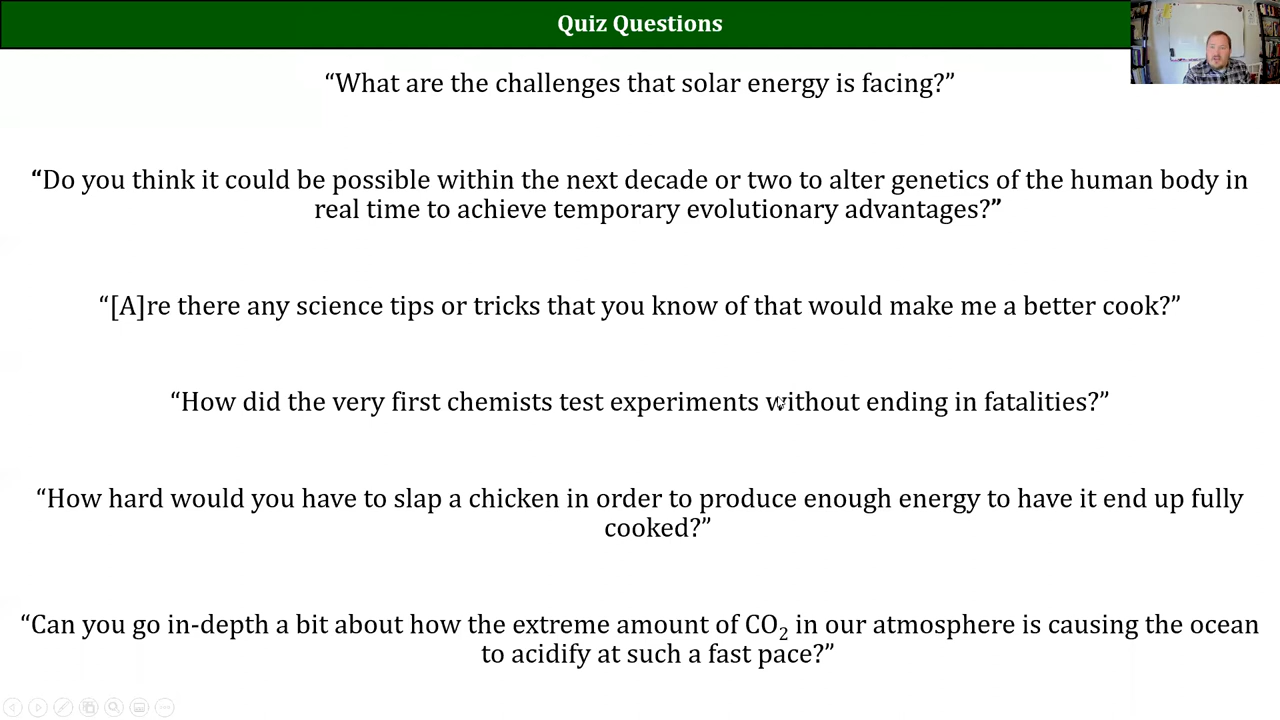 Quiz Questions
“What are the challenges that solar energy is facing?”
“Do you think it could be possible within the next decade or two to alter genetics of the human body in
real time to achieve temporary evolutionary advantages?”
“[A]re there any science tips or tricks that you know of that would make me a better cook?”
“How did the very first chemists test experiments without ending in fatalities?”
“How hard would you have to slap a chicken in order to produce enough energy to have it end up fully
cooked?”
“Can you go in-depth a bit about how the extreme amount of CO₂ in our atmosphere is causing the ocean
to acidify at such a fast pace?”